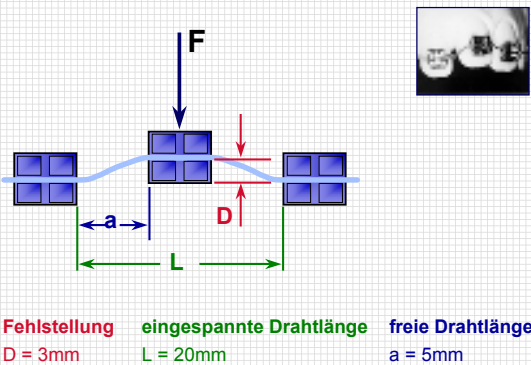 F
D
a
L
Fehlstellung eingespannte Drahtlänge freie Drahtlänge
D = 3mm L = 20mm a = 5mm